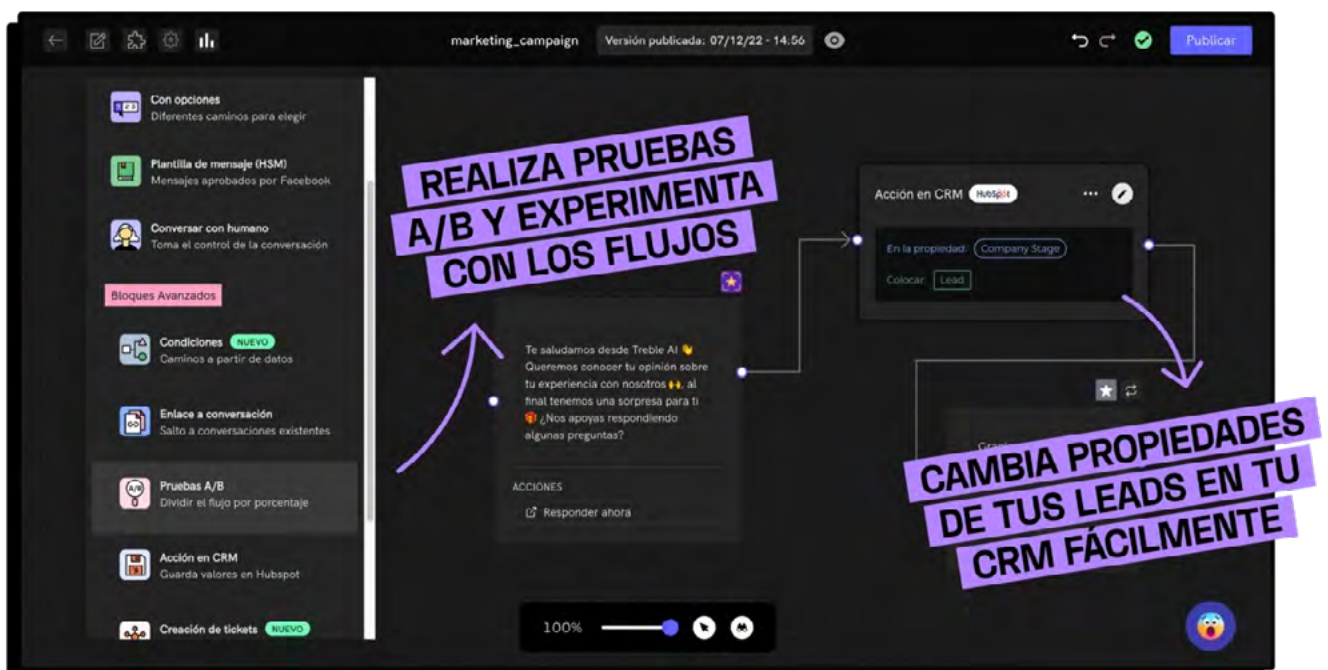 marketing_campaign
Versión publicada: 07/12/22 - 14:56
Publicar
Con opciones
Diferentes caminos para elegir
Plantilla de mensaje (HSM)
Mensajes aprobados por Facebook
Conversar con humano
Toma el control de la conversación
Bloques Avanzados
Condiciones NUEVO
Caminos a partir de datos
Enlace a conversación
Salto a conversaciones existentes
A/B
Pruebas A/B
Dividir el flujo por porcentaje
Acción en CRM
Guarda valores en Hubspot
Creación de tickets NUEVO
REALIZA PRUEBAS
A/B Y EXPERIMENTA
CON LOS FLUJOS
Te saludamos desde Treble AI 👋
Queremos conocer tu opinión sobre
tu experiencia con nosotros 🙌, al
final tenemos una sorpresa para ti
🎁 ¿Nos apoyas respondiendo
algunas preguntas?
ACCIONES
Responder ahora
Acción en CRM HubSpot
En la propiedad: Company Stage
Colocar: Lead
CAMBIA PROPIEDADES
DE TUS LEADS EN TU
CRM FÁCILMENTE
100%